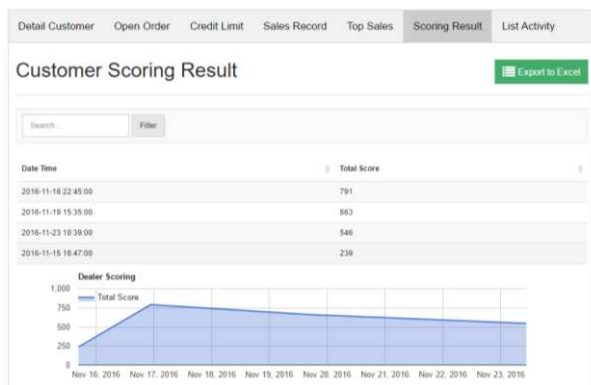 Detail Customer Open Order Credit Limit Sales Record Top Sales Scoring Result List Activity
Customer Scoring Result
Export to Excel
Search... Filter
Date Time Total Score
2016-11-16 22:45:00 791
2016-11-19 15:35:00 663
2016-11-23 10:39:00 546
2016-11-15 16:47:00 239
Dealer Scoring
1,000
Total Score
750
500
250
0
Nov 16, 2016 Nov 17, 2016 Nov 18, 2016 Nov 19, 2016 Nov 20, 2016 Nov 21, 2016 Nov 22, 2016 Nov 23, 2016